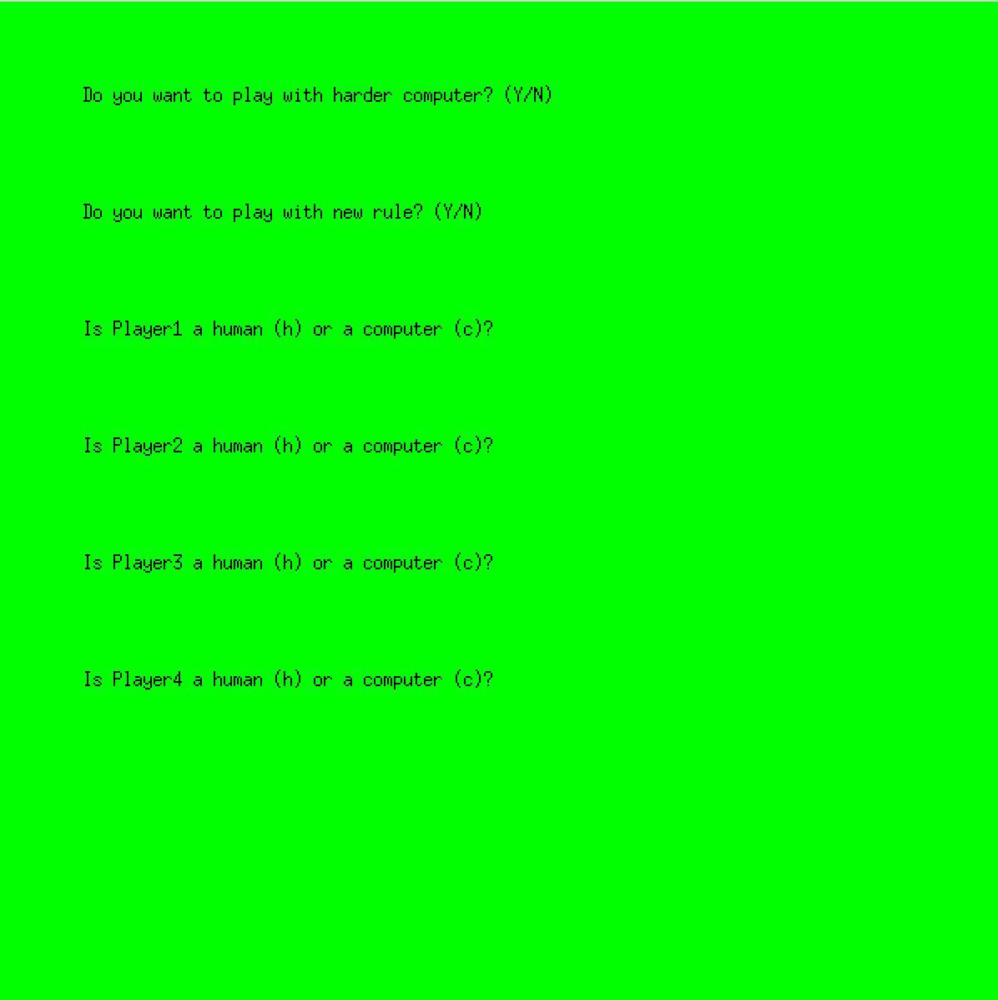 Do you want to play with harder computer? (Y/N)
Do you want to play with new rule? (Y/N)
Is Player1 a human (h) or a computer (c)?
Is Player2 a human (h) or a computer (c)?
Is Player3 a human (h) or a computer (c)?
Is Player4 a human (h) or a computer (c)?